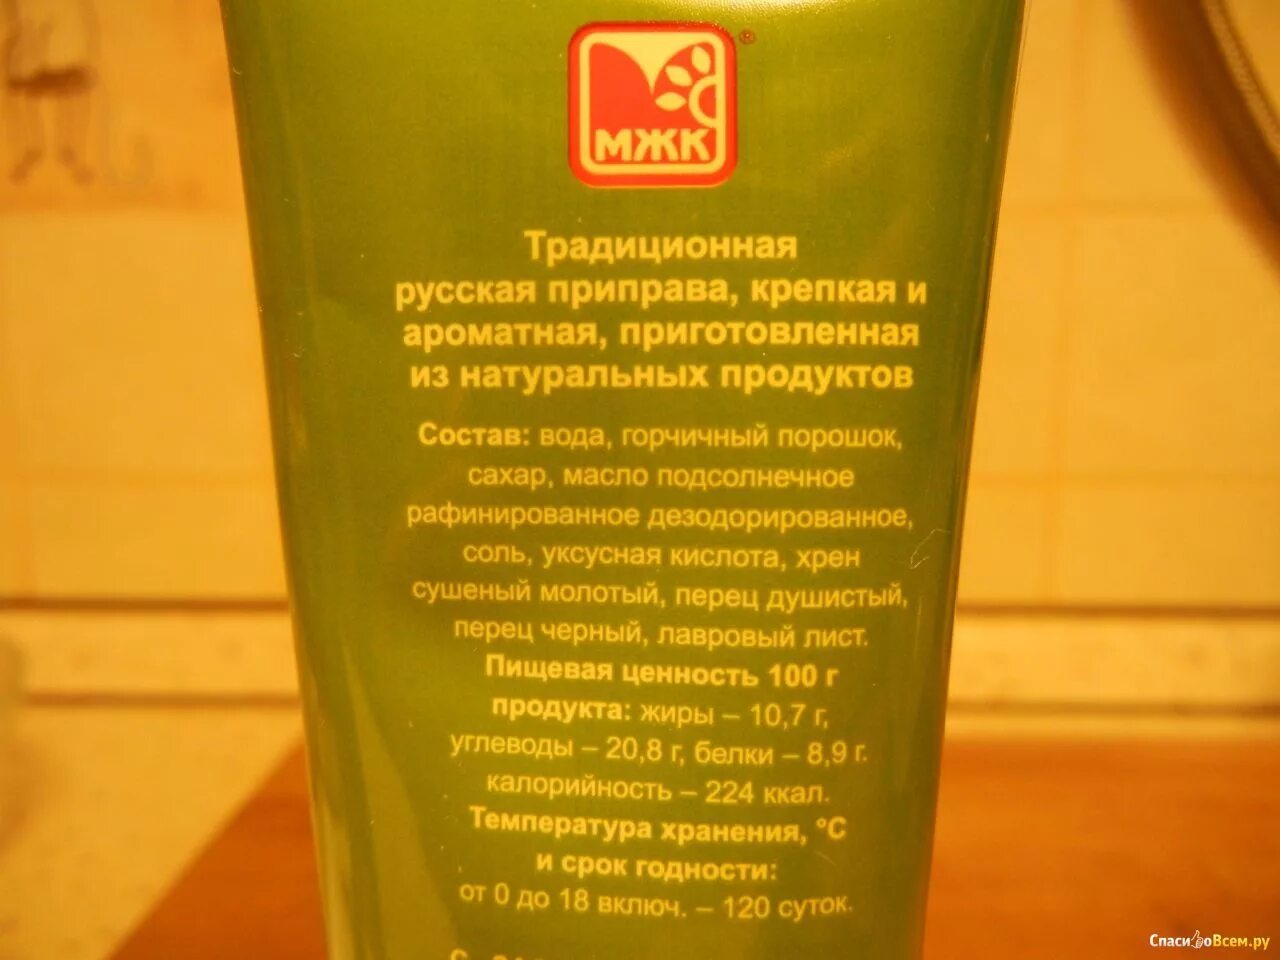 МЖК
®
Традиционная
русская приправа, крепкая и
ароматная, приготовленная
из натуральных продуктов
Состав: вода, горчичный порошок,
сахар, масло подсолнечное
рафинированное дезодорированное,
соль, уксусная кислота, хрен
сушеный молотый, перец душистый,
перец черный, лавровый лист.
Пищевая ценность 100 г
продукта: жиры – 10,7 г,
углеводы – 20,8 г, белки – 8,9 г.
калорийность – 224 ккал.
Температура хранения, °С
и срок годности:
от 0 до 18 включ. – 120 суток.
СпасибоВсем.ру